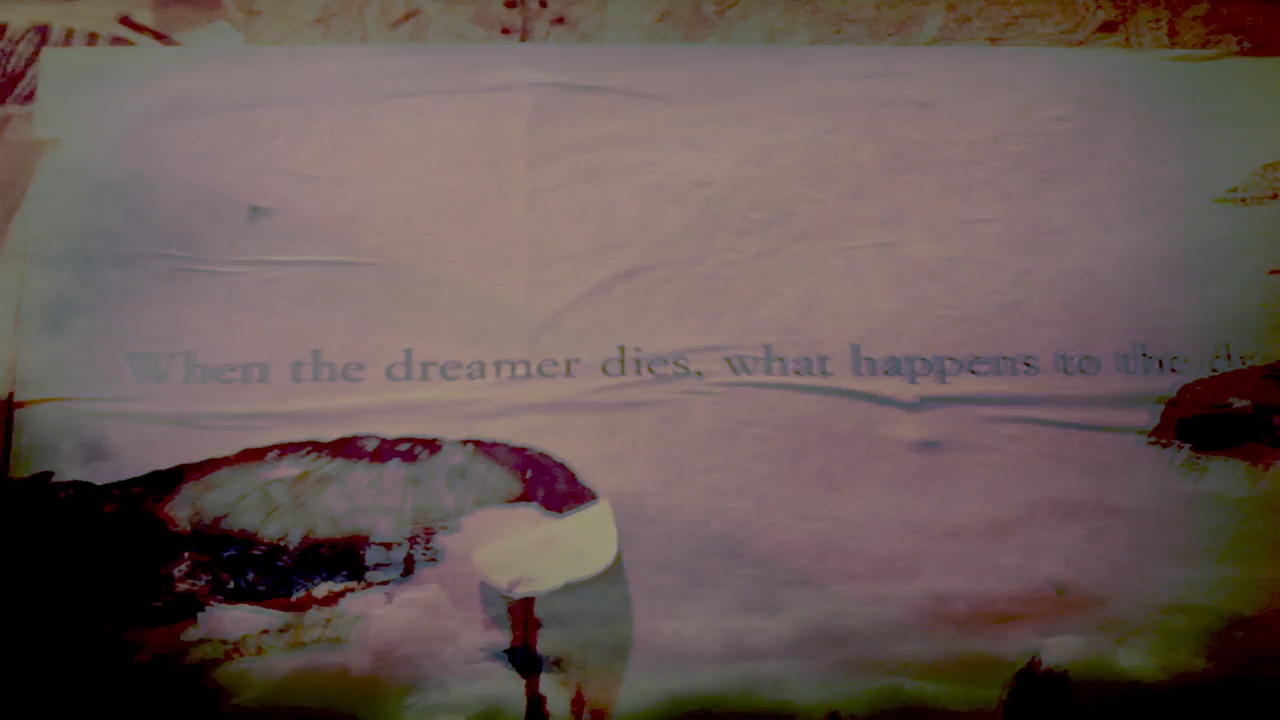 When the dreamer dies, what happens to the